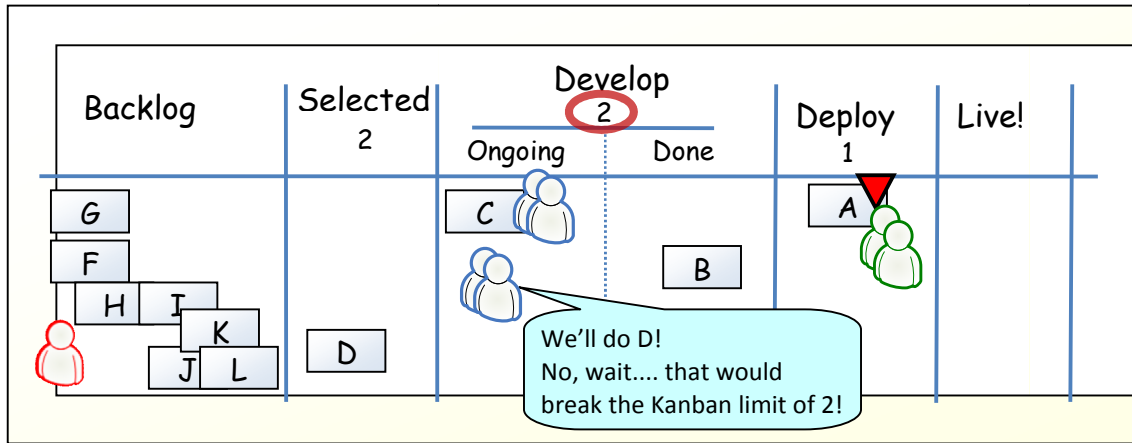 Backlog
Selected
2
Develop
2
Ongoing Done
Deploy
1
Live!
G
F
H I
K
J L
D
C
B
A
We’ll do D!
No, wait.... that would
break the Kanban limit of 2!